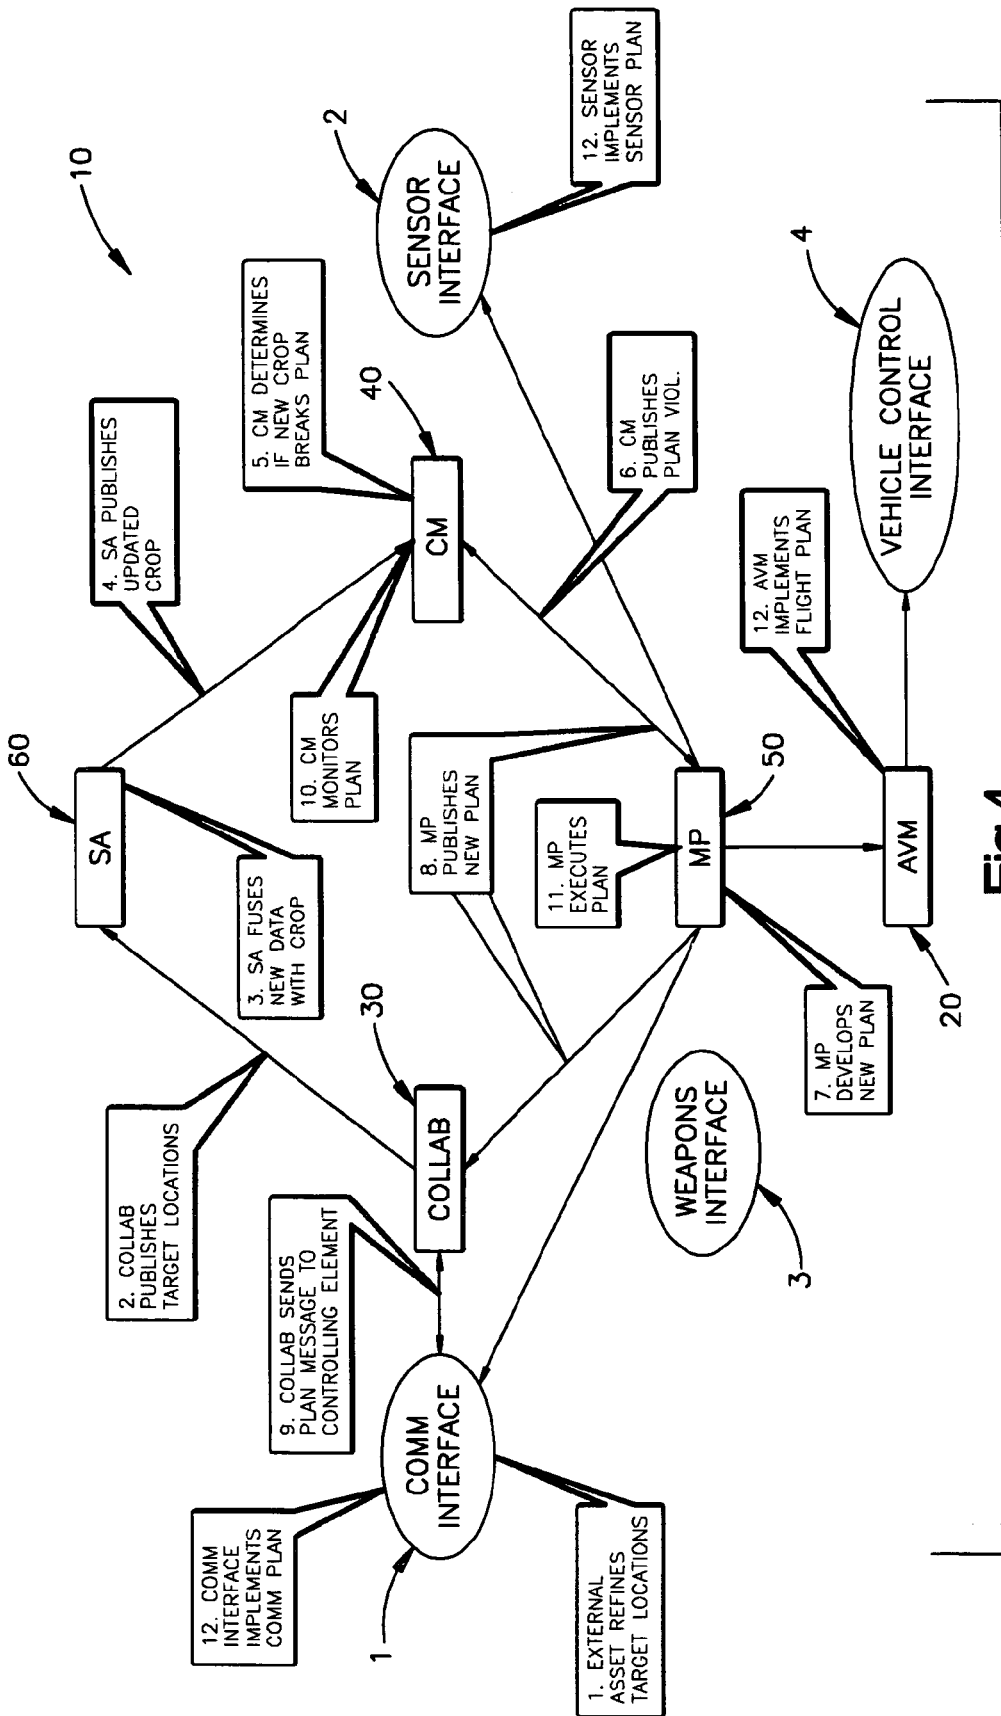 10
60
SA
4. SA PUBLISHES
UPDATED
CROP
3. SA FUSES
NEW DATA
WITH CROP
2. COLLAB
PUBLISHES
TARGET LOCATIONS
5. CM DETERMINES
IF NEW CROP
BREAKS PLAN
40
CM
10. CM
MONITORS
PLAN
2
SENSOR
INTERFACE
12. SENSOR
IMPLEMENTS
SENSOR PLAN
30
COLLAB
9. COLLAB SENDS
PLAN MESSAGE TO
CONTROLLING ELEMENT
12. COMM
INTERFACE
IMPLEMENTS
COMM PLAN
1
COMM
INTERFACE
1. EXTERNAL
ASSET REFINES
TARGET LOCATIONS
8. MP
PUBLISHES
NEW PLAN
6. CM
PUBLISHES
PLAN VIOL.
11. MP
EXECUTES
PLAN
MP
50
7. MP
DEVELOPS
NEW PLAN
WEAPONS
INTERFACE
3
12. AVM
IMPLEMENTS
FLIGHT PLAN
AVM
20
4
VEHICLE CONTROL
INTERFACE
Fig 4